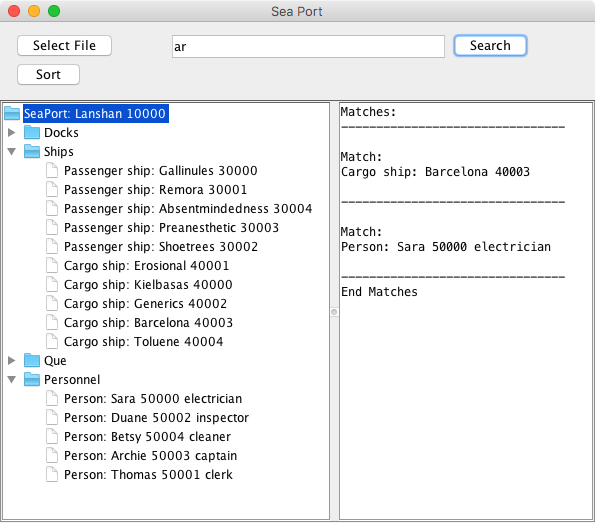 Sea Port
Select File
ar
Search
Sort
SeaPort: Lanshan 10000
Docks
Ships
Passenger ship: Gallinules 30000
Passenger ship: Remora 30001
Passenger ship: Absentmindedness 30004
Passenger ship: Preanesthetic 30003
Passenger ship: Shoetrees 30002
Cargo ship: Erosional 40001
Cargo ship: Kielbasas 40000
Cargo ship: Generics 40002
Cargo ship: Barcelona 40003
Cargo ship: Toluene 40004
Que
Personnel
Person: Sara 50000 electrician
Person: Duane 50002 inspector
Person: Betsy 50004 cleaner
Person: Archie 50003 captain
Person: Thomas 50001 clerk
Matches:
--------------------------------
Match:
Cargo ship: Barcelona 40003
--------------------------------
Match:
Person: Sara 50000 electrician
--------------------------------
End Matches